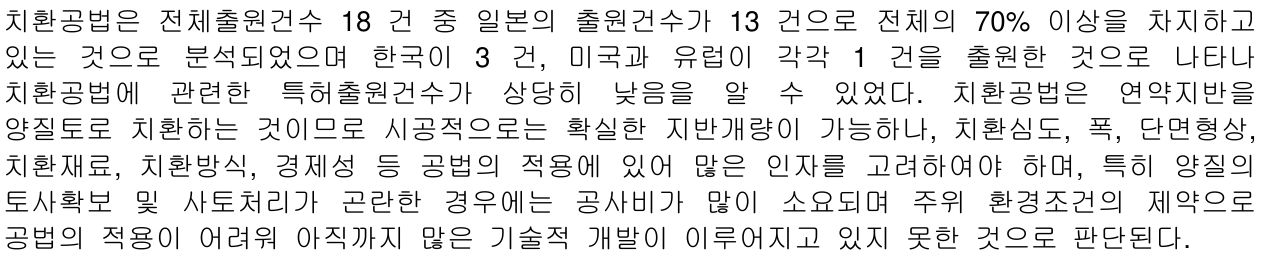 치환공법은 전체출원건수 18 건 중 일본의 출원건수가 13 건으로 전체의 70% 이상을 차지하고
있는 것으로 분석되었으며 한국이 3 건, 미국과 유럽이 각각 1 건을 출원한 것으로 나타나
치환공법에 관련한 특허출원건수가 상당히 낮음을 알 수 있었다. 치환공법은 연약지반을
양질토로 치환하는 것이므로 시공적으로는 확실한 지반개량이 가능하나, 치환심도, 폭, 단면형상,
치환재료, 치환방식, 경제성 등 공법의 적용에 있어 많은 인자를 고려하여야 하며, 특히 양질의
토사확보 및 사토처리가 곤란한 경우에는 공사비가 많이 소요되며 주위 환경조건의 제약으로
공법의 적용이 어려워 아직까지 많은 기술적 개발이 이루어지고 있지 못한 것으로 판단된다.